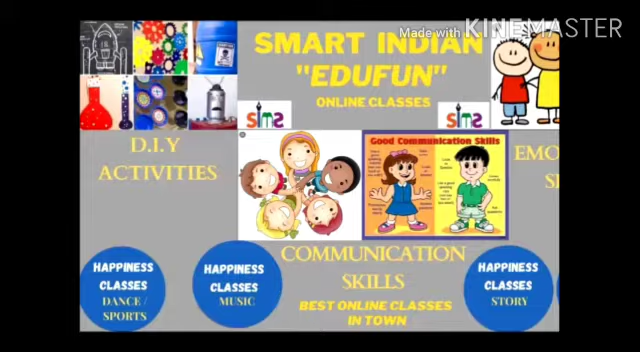 Made with KINEMASTER
SMART INDIAN
"EDUFUN"
ONLINE CLASSES
SIMS
SIMS
D.I.Y
ACTIVITIES
Good Communication Skills
EMO
S
COMMUNICATION
SKILLS
BEST ONLINE CLASSES
IN TOWN
HAPPINESS
CLASSES
DANCE /
SPORTS
HAPPINESS
CLASSES
MUSIC
HAPPINESS
CLASSES
STORY